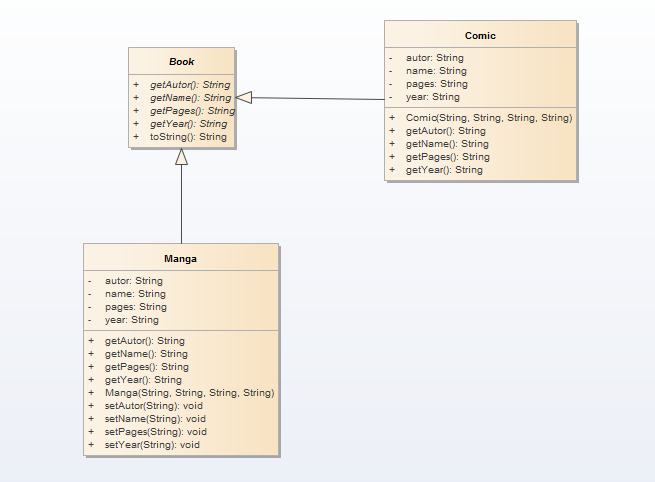 Book
+ getAutor(): String
+ getName(): String
+ getPages(): String
+ getYear(): String
+ toString(): String
Comic
- autor: String
- name: String
- pages: String
- year: String
+ Comic(String, String, String, String)
+ getAutor(): String
+ getName(): String
+ getPages(): String
+ getYear(): String
Manga
- autor: String
- name: String
- pages: String
- year: String
+ getAutor(): String
+ getName(): String
+ getPages(): String
+ getYear(): String
+ Manga(String, String, String, String)
+ setAutor(String): void
+ setName(String): void
+ setPages(String): void
+ setYear(String): void